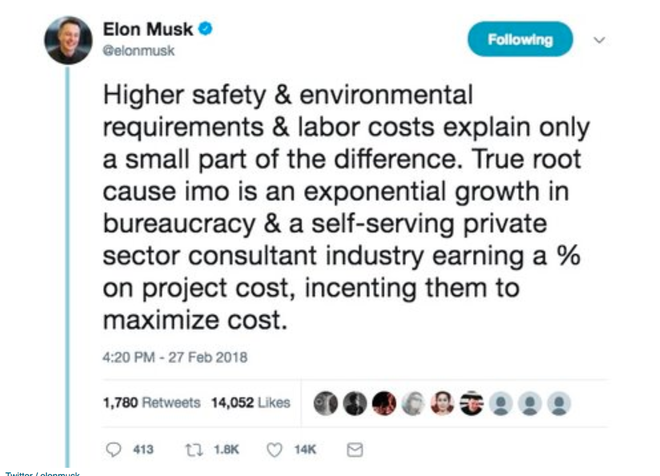 Elon Musk
@elonmusk
Following
Higher safety & environmental
requirements & labor costs explain only
a small part of the difference. True root
cause imo is an exponential growth in
bureaucracy & a self-serving private
sector consultant industry earning a %
on project cost, incenting them to
maximize cost.
4:20 PM - 27 Feb 2018
1,780 Retweets 14,052 Likes
413 1.8K 14K
Twitter / elonmusk